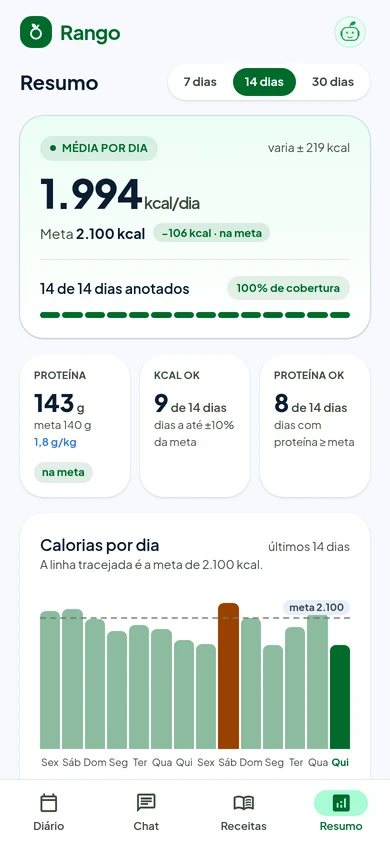 Rango
Resumo
7 dias 14 dias 30 dias
MÉDIA POR DIA varia ± 219 kcal
1.994 kcal/dia
Meta 2.100 kcal −106 kcal · na meta
14 de 14 dias anotados 100% de cobertura
PROTEÍNA
143 g
meta 140 g
1,8 g/kg
na meta
KCAL OK
9 de 14 dias
dias a até ±10%
da meta
PROTEÍNA OK
8 de 14 dias
dias com
proteína ≥ meta
Calorias por dia últimos 14 dias
A linha tracejada é a meta de 2.100 kcal.
meta 2.100
Sex Sáb Dom Seg Ter Qua Qui Sex Sáb Dom Seg Ter Qua Qui
Diário Chat Receitas Resumo